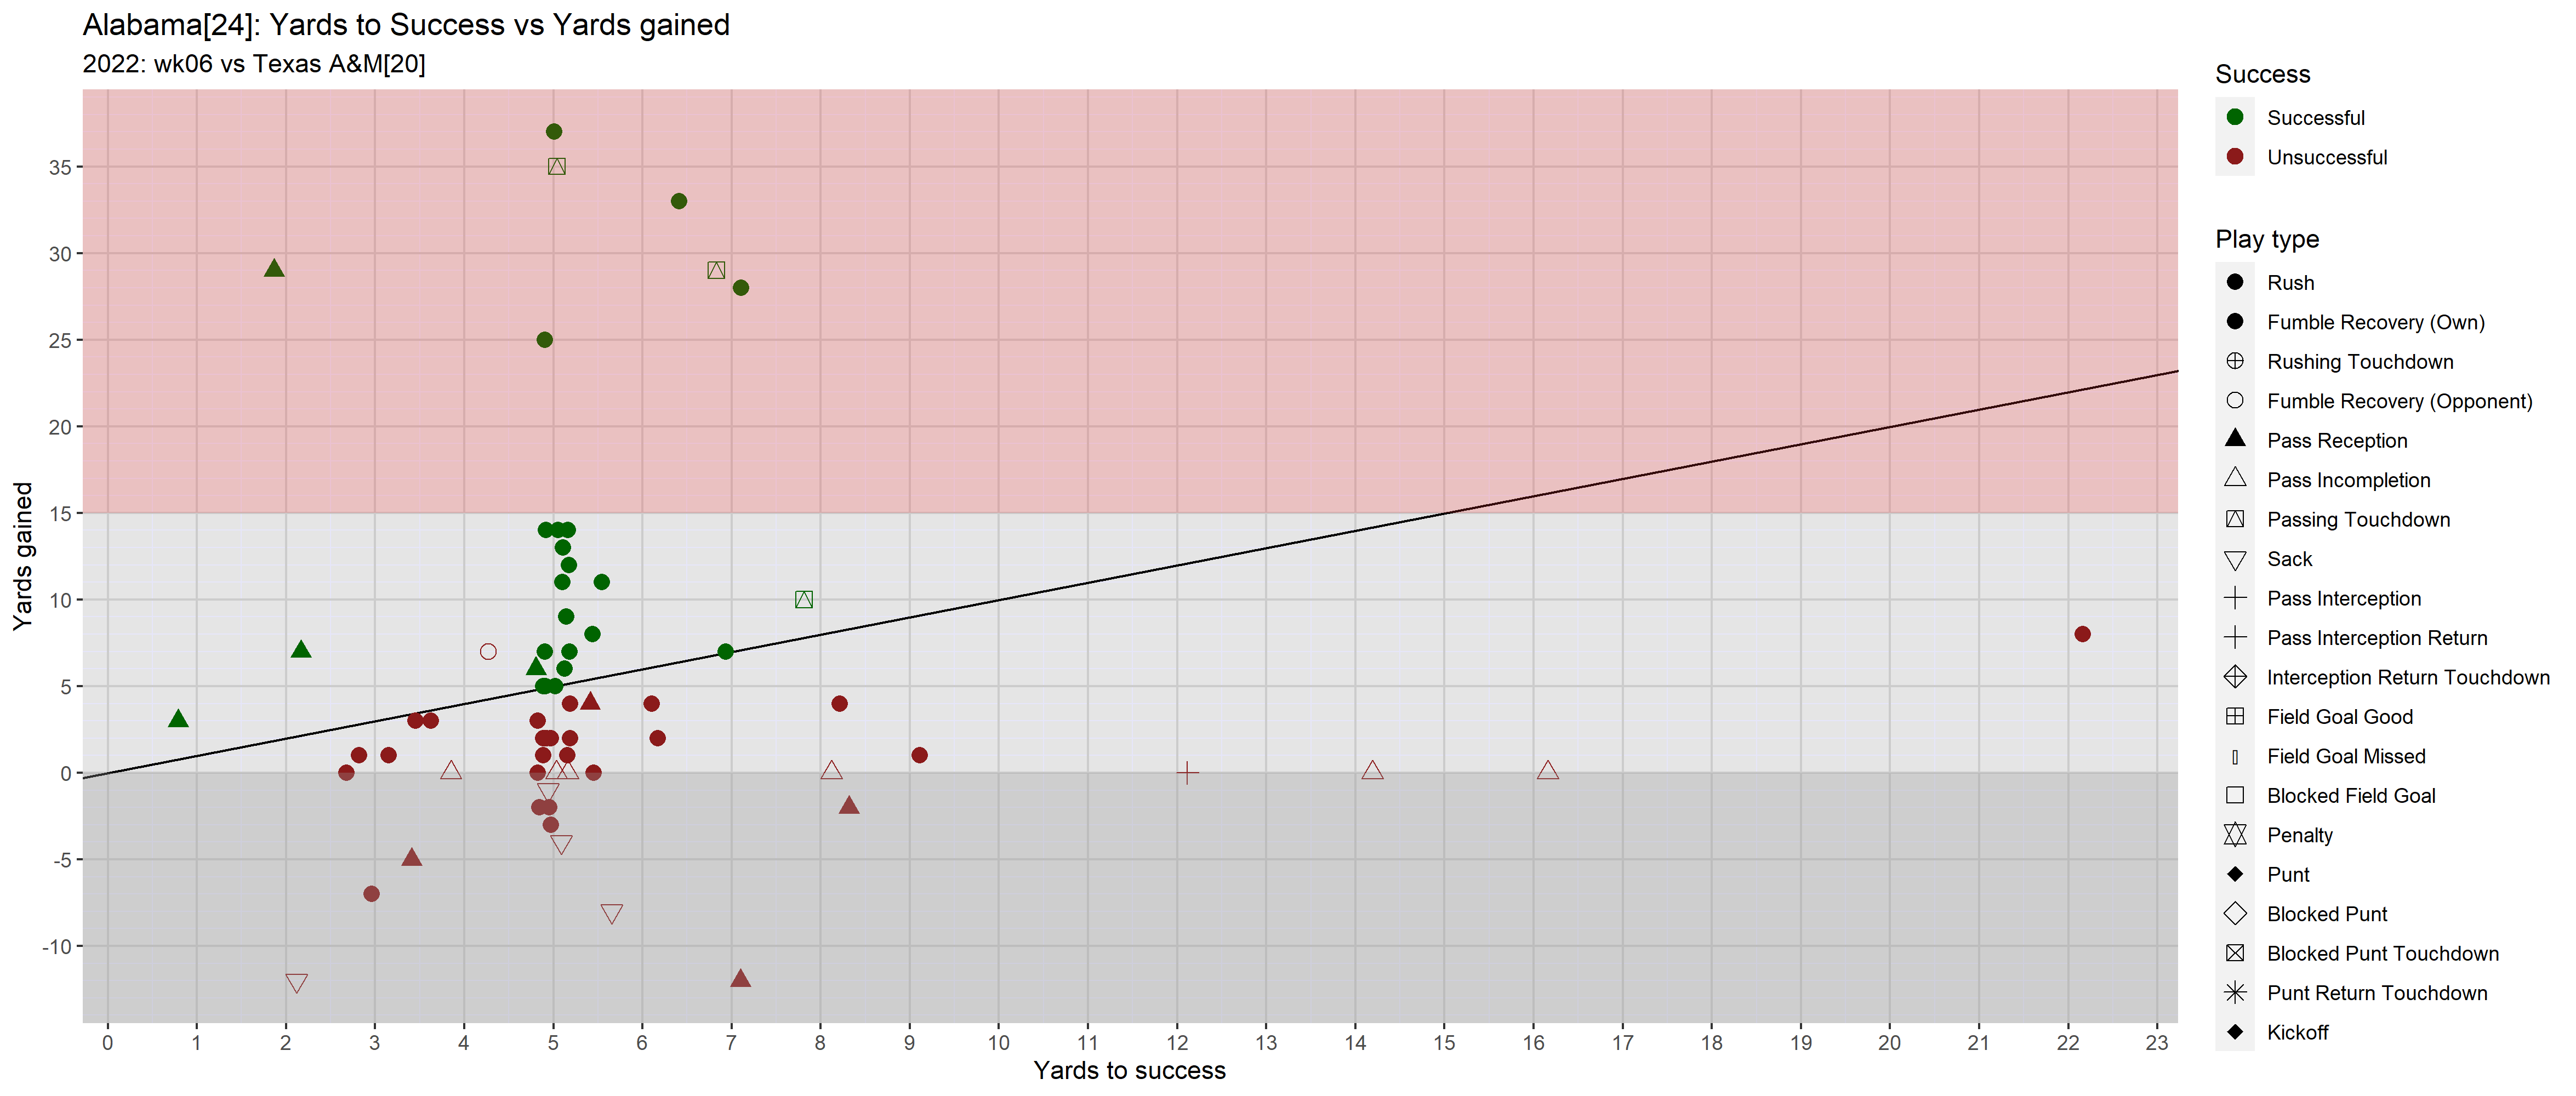 Alabama[24]: Yards to Success vs Yards gained
2022: wk06 vs Texas A&M[20]
Yards gained
35
30
25
20
15
10
5
0
-5
-10
0 1 2 3 4 5 6 7 8 9 10 11 12 13 14 15 16 17 18 19 20 21 22 23
Yards to success
Success
Successful
Unsuccessful
Play type
Rush
Fumble Recovery (Own)
Rushing Touchdown
Fumble Recovery (Opponent)
Pass Reception
Pass Incompletion
Passing Touchdown
Sack
Pass Interception
Pass Interception Return
Interception Return Touchdown
Field Goal Good
Field Goal Missed
Blocked Field Goal
Penalty
Punt
Blocked Punt
Blocked Punt Touchdown
Punt Return Touchdown
Kickoff